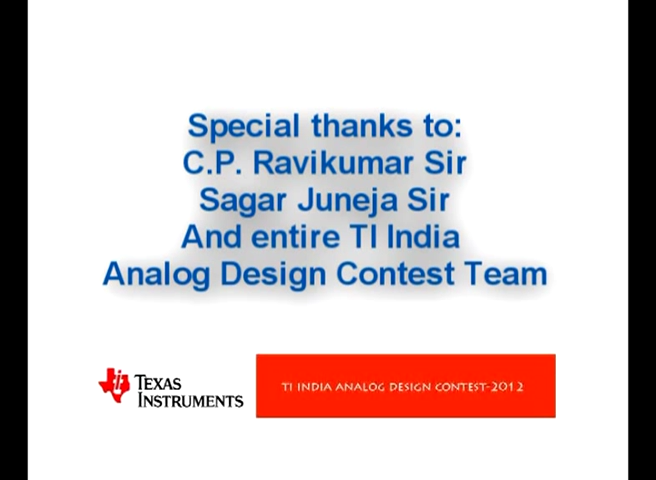 Special thanks to:
C.P. Ravikumar Sir
Sagar Juneja Sir
And entire TI India
Analog Design Contest Team
TEXAS
INSTRUMENTS
TI INDIA ANALOG DESIGN CONTEST-2012